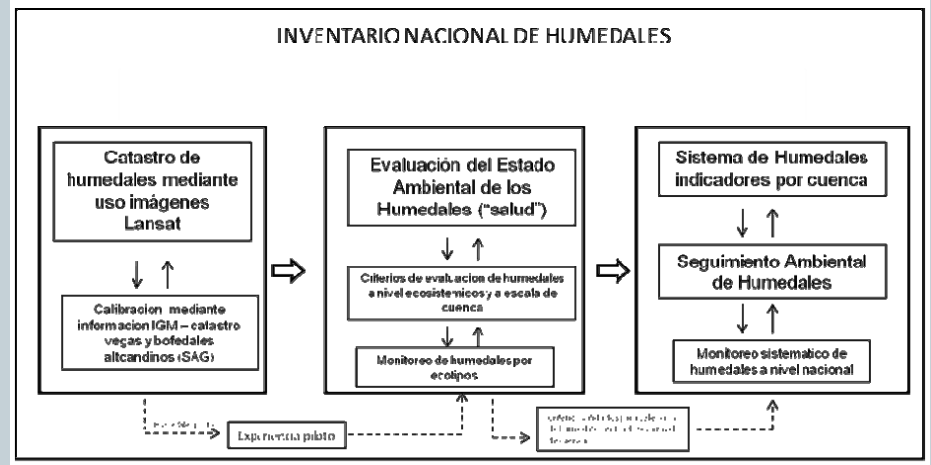 INVENTARIO NACIONAL DE HUMEDALES
Catastro de
humedales mediante
uso imágenes
Lansat
Calibracion mediante
informacion IGM – catastro
vegas y bofedales
altoandinos (SAG)
Evaluación del Estado
Ambiental de los
Humedales ("salud")
Criterios de evaluacion de humedales
a nivel ecosistemicos y a escala de
cuenca
Monitoreo de humedales por
ecotipos
Sistema de Humedales
indicadores por cuenca
Seguimiento Ambiental
de Humedales
Monitoreo sistematico de
humedales a nivel nacional
Experiencia piloto